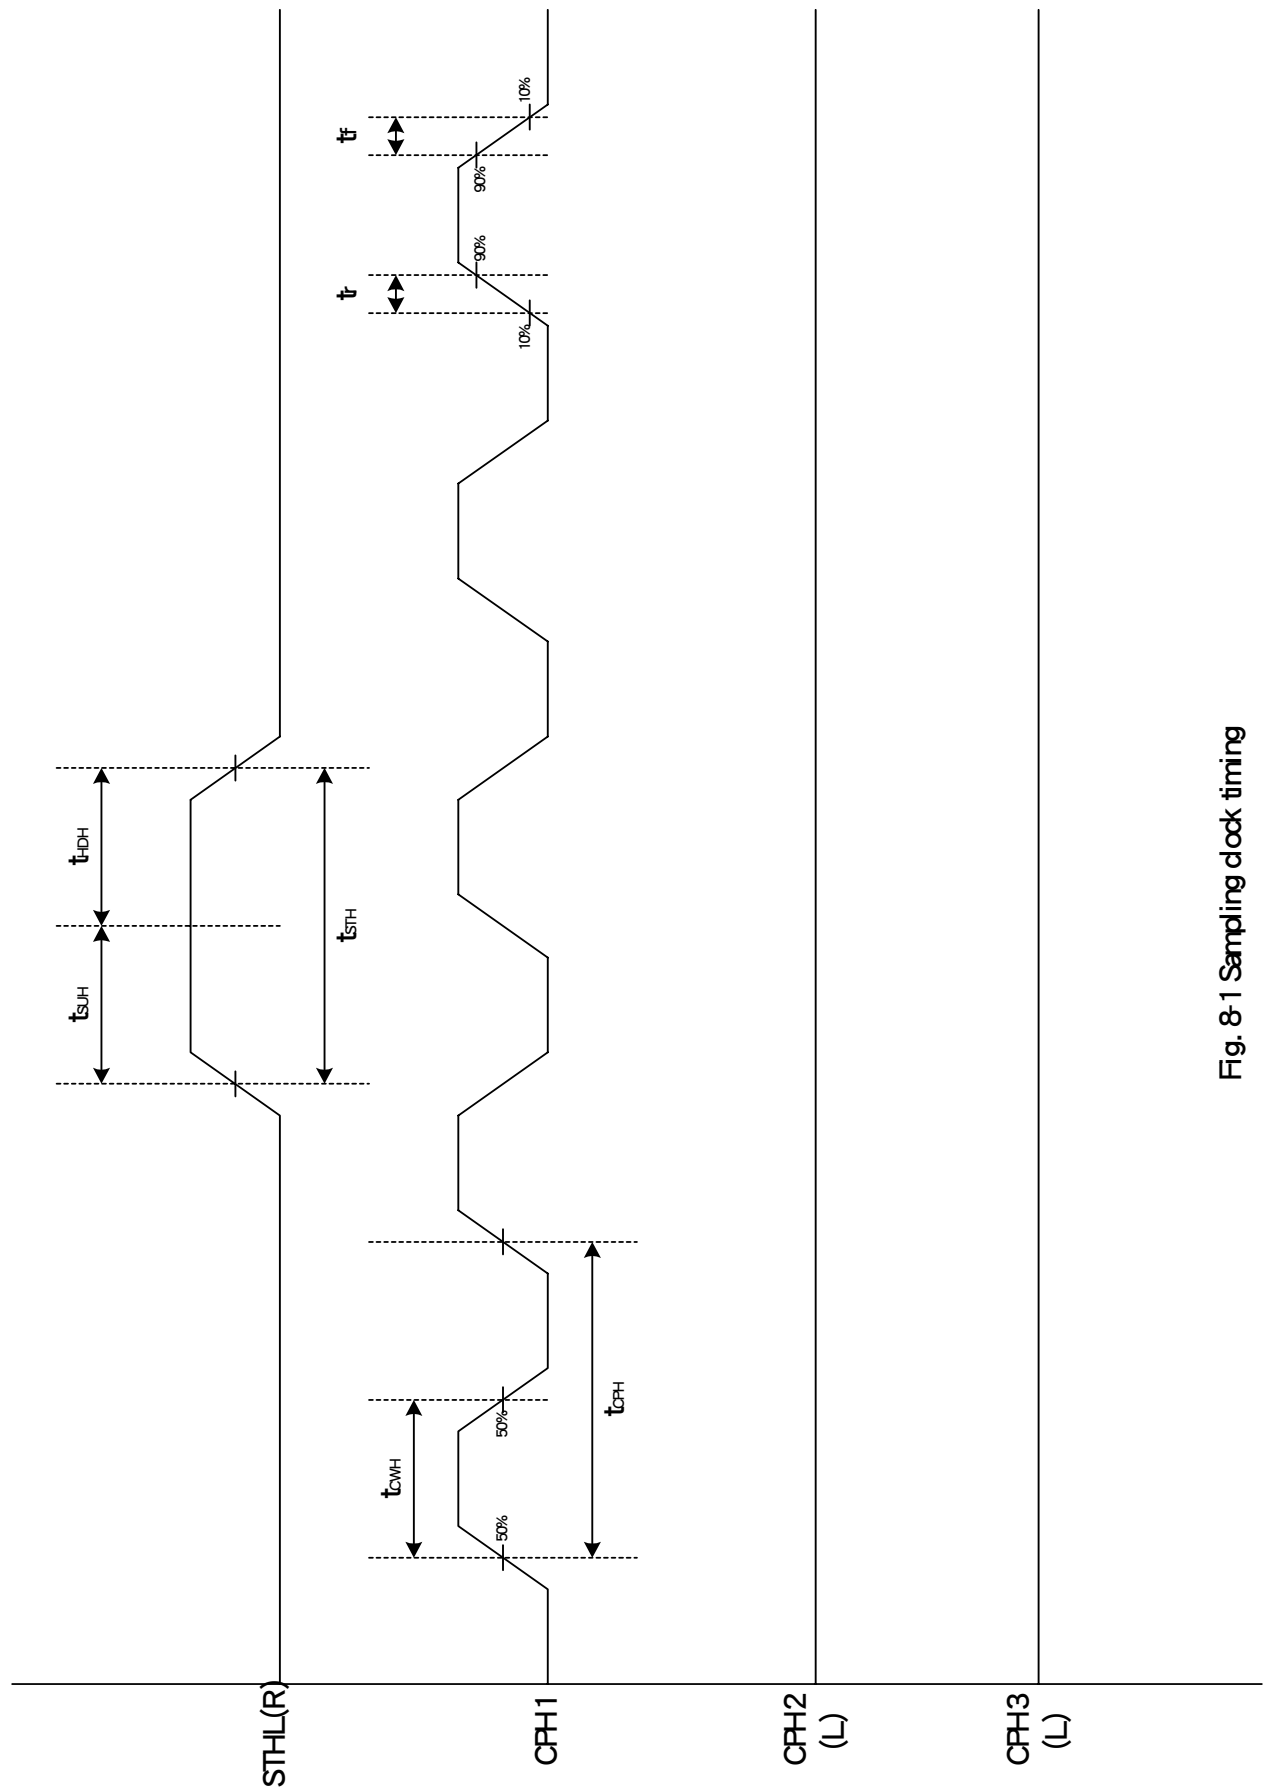 tSUH
tHDH
tSTH
STHL(R)
tr
tf
tCWH
50%
50%
10%
90%
90%
10%
CPH1
tCPH
CPH2
(L)
CPH3
(L)
Fig. 8-1 Sampling clock timing